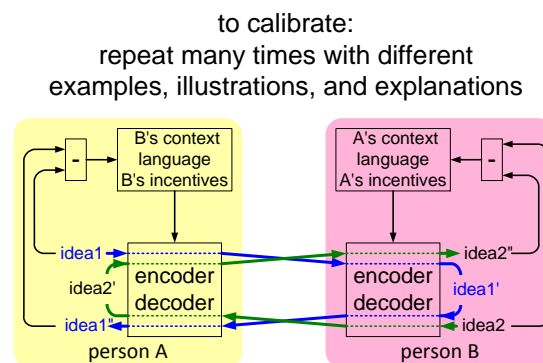 to calibrate:
repeat many times with different
examples, illustrations, and explanations
-
B's context
language
B's incentives
A's context
language
A's incentives
-
idea1
idea2'
idea1"
encoder
decoder
encoder
decoder
idea2"
idea1'
idea2
person A
person B